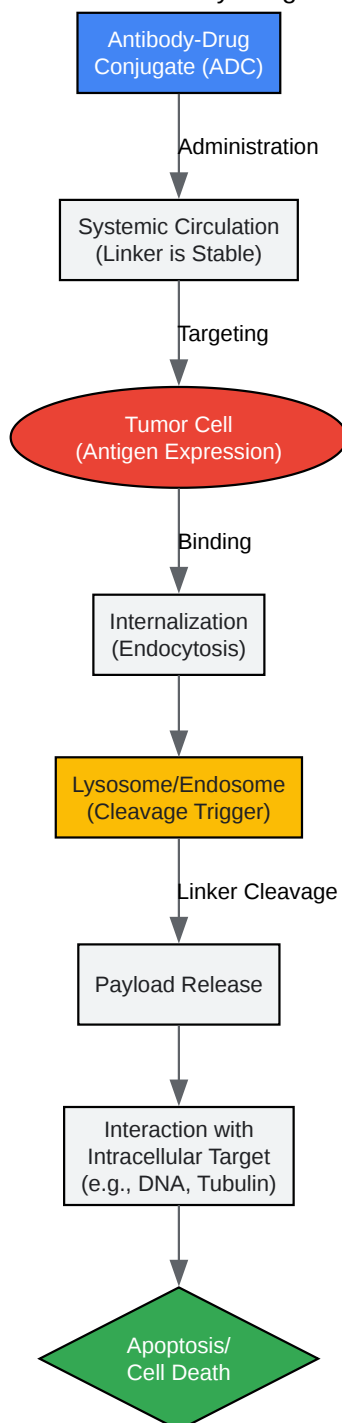 Antibody-Drug
Conjugate (ADC)
Administration
Systemic Circulation
(Linker is Stable)
Targeting
Tumor Cell
(Antigen Expression)
Binding
Internalization
(Endocytosis)
Lysosome/Endosome
(Cleavage Trigger)
Linker Cleavage
Payload Release
Interaction with
Intracellular Target
(e.g., DNA, Tubulin)
Apoptosis/
Cell Death